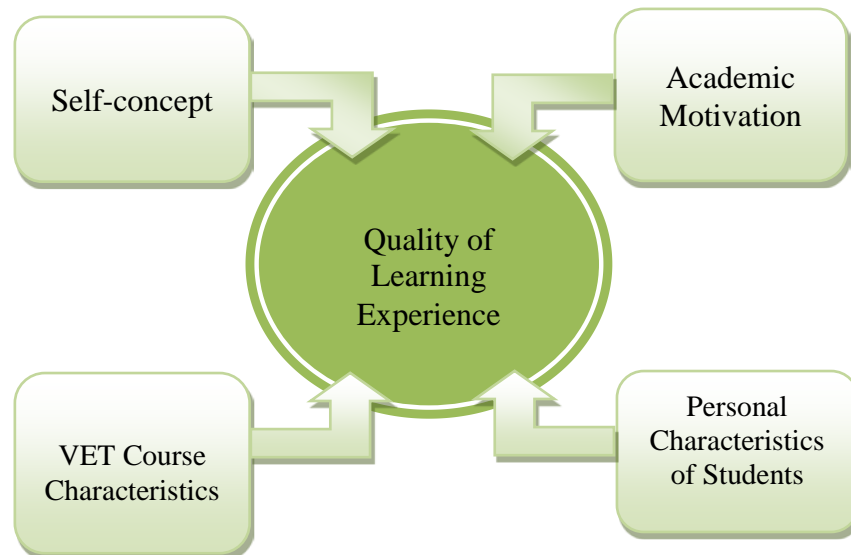 Self-concept
Academic
Motivation
Quality of
Learning
Experience
VET Course
Characteristics
Personal
Characteristics
of Students